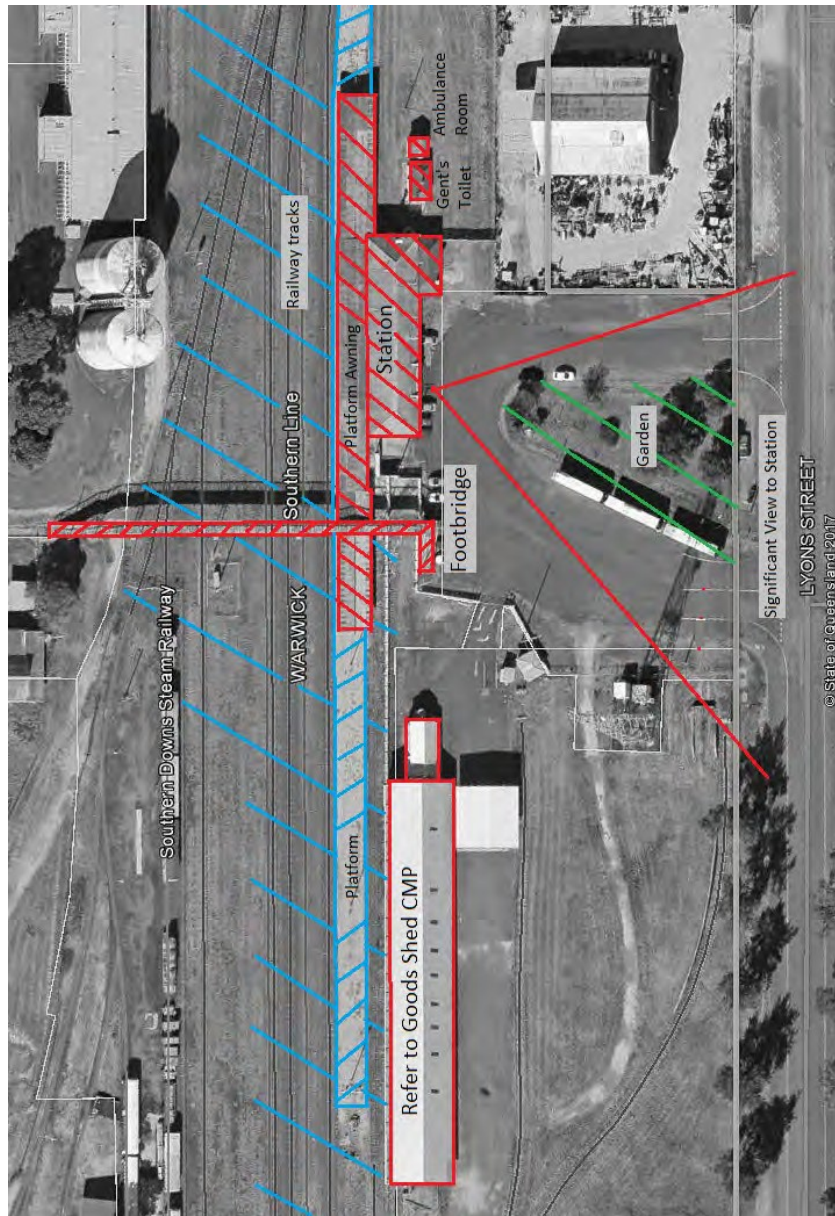 Southern Downs Steam Railway
Southern Line
WARWICK
Railway tracks
Platform
Platform Awning
Station
Gent's
Toilet
Ambulance
Room
Footbridge
Refer to Goods Shed CMP
Garden
Significant View to Station
LYONS STREET
© State of Queensland 2017